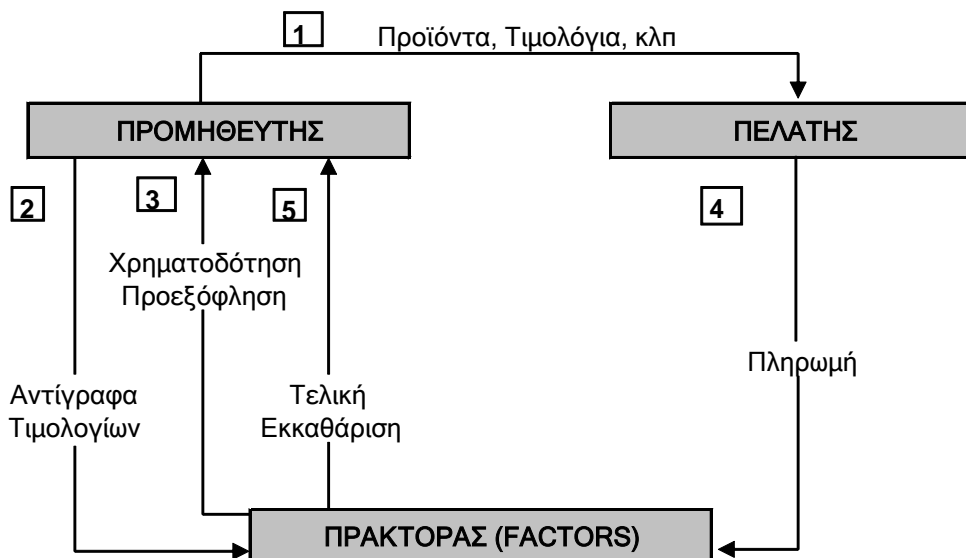 1
Προϊόντα, Τιμολόγια, κλπ
ΠΡΟΜΗΘΕΥΤΗΣ
ΠΕΛΑΤΗΣ
2
3
5
4
Χρηματοδότηση
Προεξόφληση
Πληρωμή
Αντίγραφα
Τιμολογίων
Τελική
Εκκαθάριση
ΠΡΑΚΤΟΡΑΣ (FACTORS)